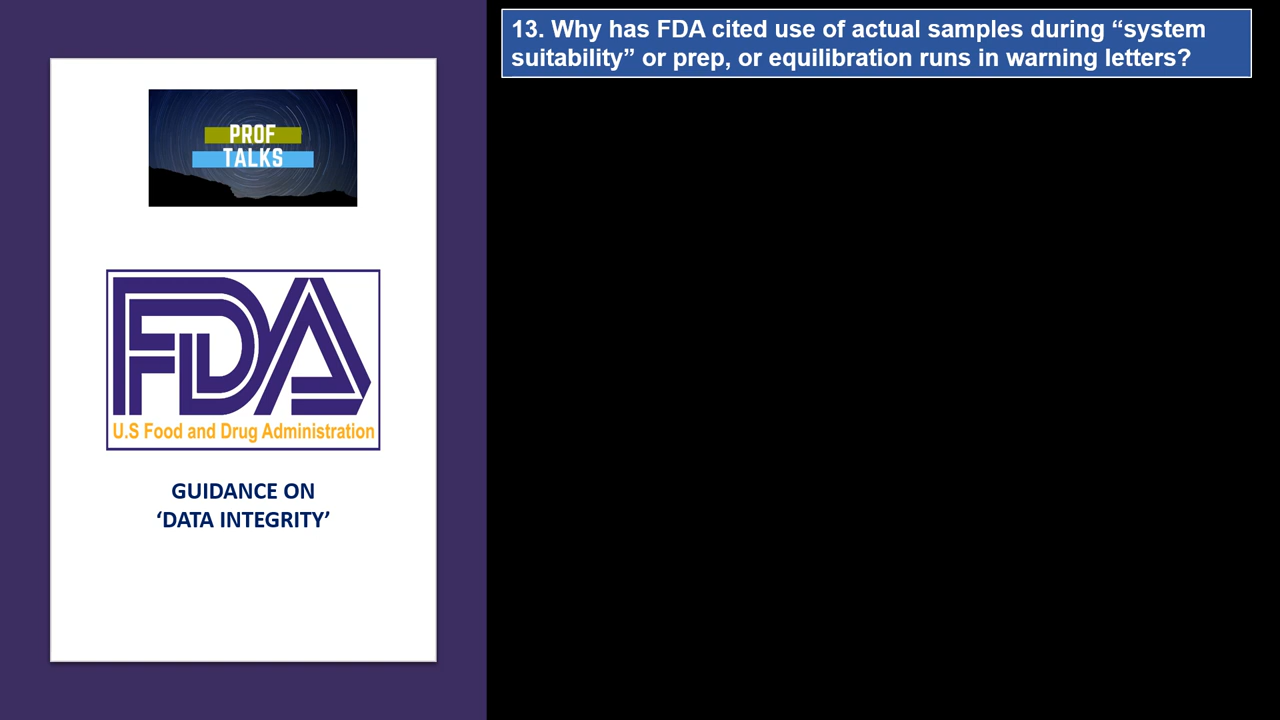 PROF
TALKS
FDA
U.S Food and Drug Administration
GUIDANCE ON
‘DATA INTEGRITY’
13. Why has FDA cited use of actual samples during “system
suitability” or prep, or equilibration runs in warning letters?